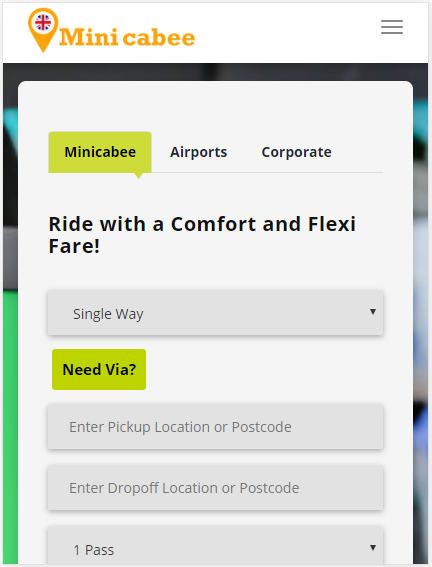 Mini cabee
Minicabee
Airports
Corporate
Ride with a Comfort and Flexi
Fare!
Single Way
Need Via?
Enter Pickup Location or Postcode
Enter Dropoff Location or Postcode
1 Pass